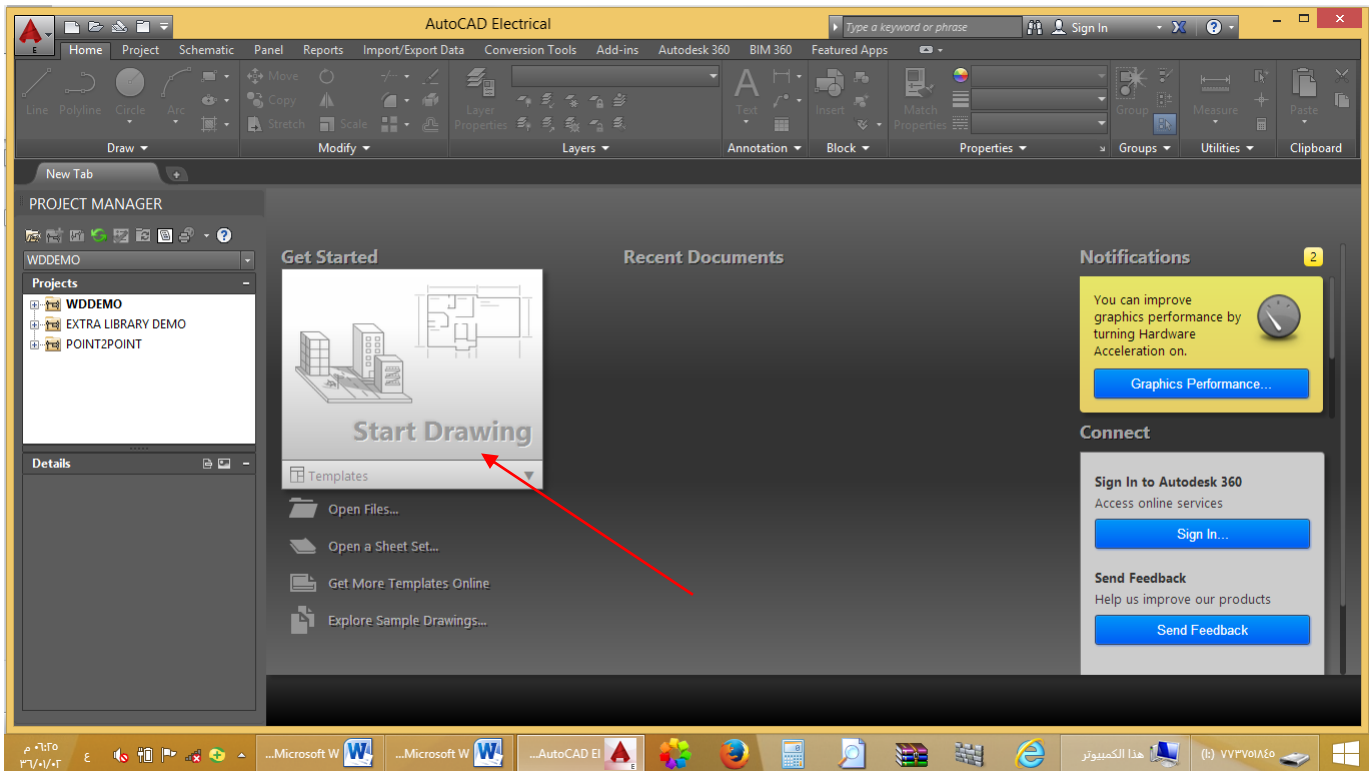 AutoCAD Electrical
Type a keyword or phrase
Sign In
E
Home Project Schematic Panel Reports Import/Export Data Conversion Tools Add-ins Autodesk 360 BIM 360 Featured Apps
Line Polyline Circle Arc
Move
Copy
Stretch Scale
Layer Properties
Text
Insert
Match Properties
Group
Measure
Paste
Draw Modify Layers Annotation Block Properties Groups Utilities Clipboard
New Tab
PROJECT MANAGER
WDDEMO
Projects
WDDEMO
EXTRA LIBRARY DEMO
POINT2POINT
Details
Get Started
Start Drawing
Templates
Open Files...
Open a Sheet Set...
Get More Templates Online
Explore Sample Drawings...
Recent Documents
Notifications 2
You can improve
graphics performance by
turning Hardware
Acceleration on.
Graphics Performance...
Connect
Sign In to Autodesk 360
Access online services
Sign In...
Send Feedback
Help us improve our products
Send Feedback
٠٦:٢٥ م
٣٦/٠١/٠٢
ع
...Microsoft W
...Microsoft W
...AutoCAD El
هذا الكمبيوتر
(I:) ٧٧٣٧٥١٨٤٥